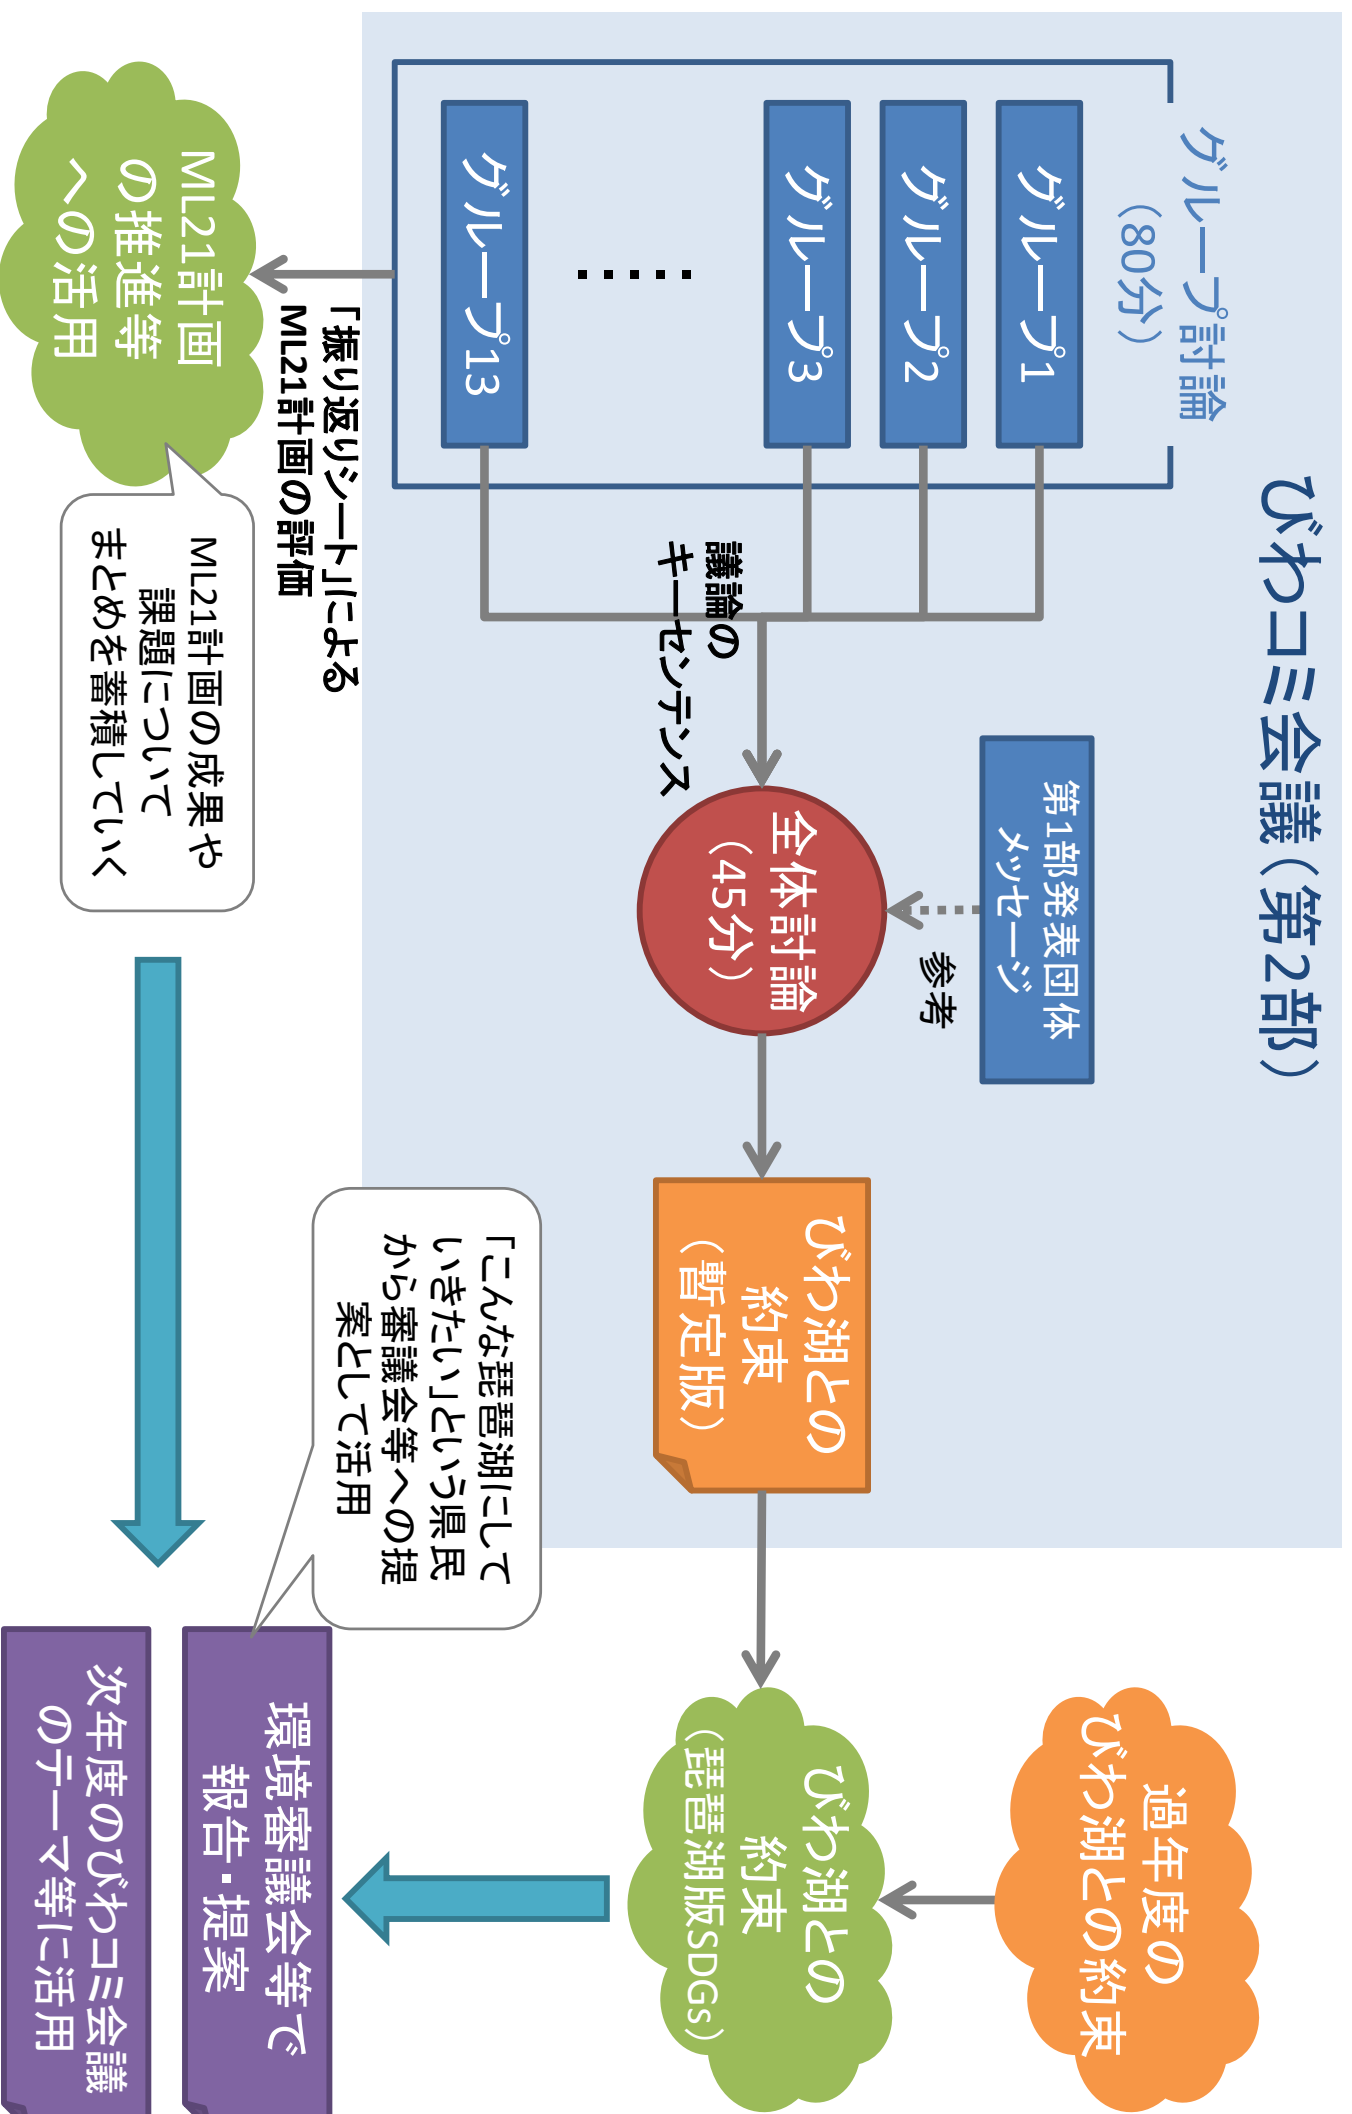 びわコミ会議（第2部）
グループ討論
（80分）
グループ1
グループ2
グループ3
グループ13
議論の
キーセンテンス
第1部発表団体
メッセージ
参考
全体討論
（45分）
びわ湖との
約束
（暫定版）
過年度の
びわ湖との約束
びわ湖との
約束
（琵琶湖版SDGs）
「振り返りシート」による
ML21計画の評価
ML21計画
の推進等
への活用
ML21計画の成果や
課題について
まとめを蓄積していく
「こんな琵琶湖にして
いきたい」という県民
から審議会等への提
案として活用
環境審議会等で
報告・提案
次年度のびわコミ会議
のテーマ等に活用